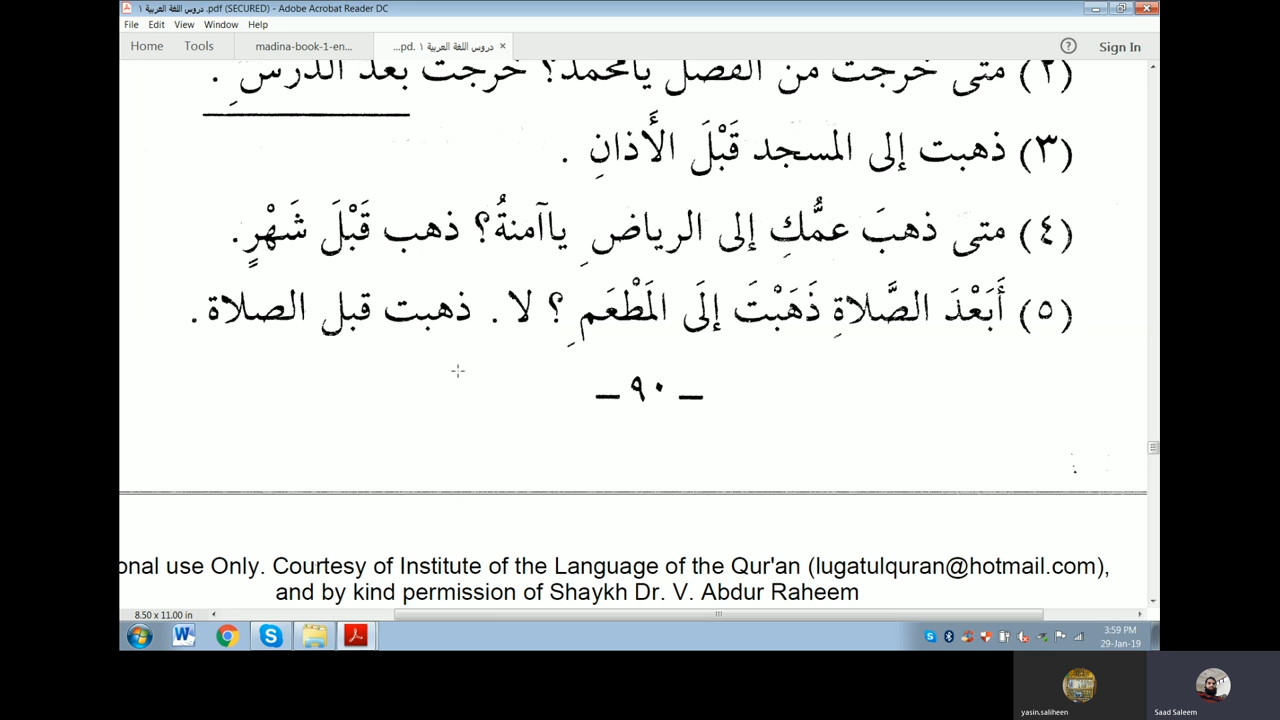 دروس اللغة العربية ١ .pdf (SECURED) - Adobe Acrobat Reader DC
File Edit View Window Help
Home Tools madina-book-1-en... دروس اللغة العربية ١ .pd... × ? Sign In
(٢) متى خرجت من الفصل يامحمد؟ خرجت بعد الدرسِ .
(٣) ذهبت إلى المسجد قَبْلَ الأَذانِ .
(٤) متى ذهبَ عمُّكِ إلى الرياضِ ياآمنةُ؟ ذهب قَبْلَ شَهْرٍ.
(٥) أَبَعْدَ الصَّلاةِ ذَهَبْتَ إلَى المَطْعَمِ ؟ لا . ذهبت قبل الصلاة .
– ٩٠ –
onal use Only. Courtesy of Institute of the Language of the Qur'an (lugatulquran@hotmail.com),
and by kind permission of Shaykh Dr. V. Abdur Raheem
8.50 x 11.00 in
3:59 PM
29-Jan-19
yasin.saliheen
Saad Saleem